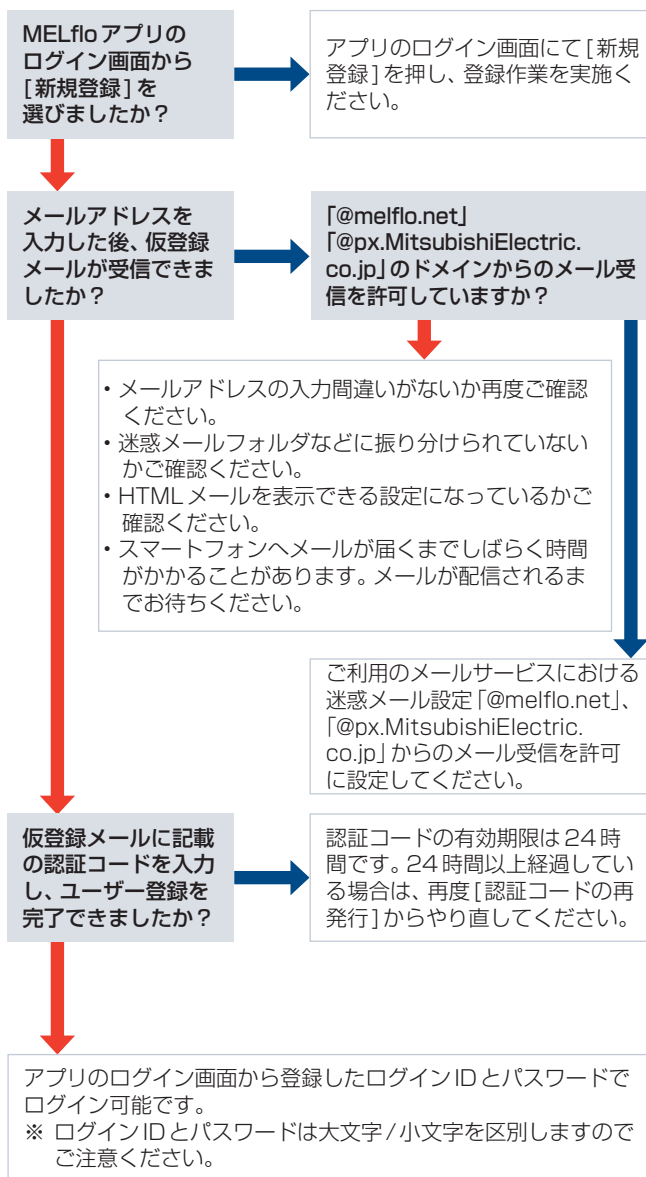 MELfloアプリの
ログイン画面から
[新規登録]を
選びましたか？
アプリのログイン画面にて[新規
登録]を押し、登録作業を実施く
ださい。
メールアドレスを
入力した後、仮登録
メールが受信できま
したか？
「@melflo.net」
「@px.MitsubishiElectric.
co.jp」のドメインからのメール受
信を許可していますか？
・メールアドレスの入力間違いがないか再度ご確認
ください。
・迷惑メールフォルダなどに振り分けられていない
かご確認ください。
・HTMLメールを表示できる設定になっているかご
確認ください。
・スマートフォンへメールが届くまでしばらく時間
がかかることがあります。メールが配信されるま
でお待ちください。
ご利用のメールサービスにおける
迷惑メール設定「@melflo.net」、
「@px.MitsubishiElectric.
co.jp」からのメール受信を許可
に設定してください。
仮登録メールに記載
の認証コードを入力
し、ユーザー登録を
完了できましたか？
認証コードの有効期限は24時
間です。24時間以上経過してい
る場合は、再度[認証コードの再
発行]からやり直してください。
アプリのログイン画面から登録したログインIDとパスワードで
ログイン可能です。
※ ログインIDとパスワードは大文字/小文字を区別しますので
ご注意ください。